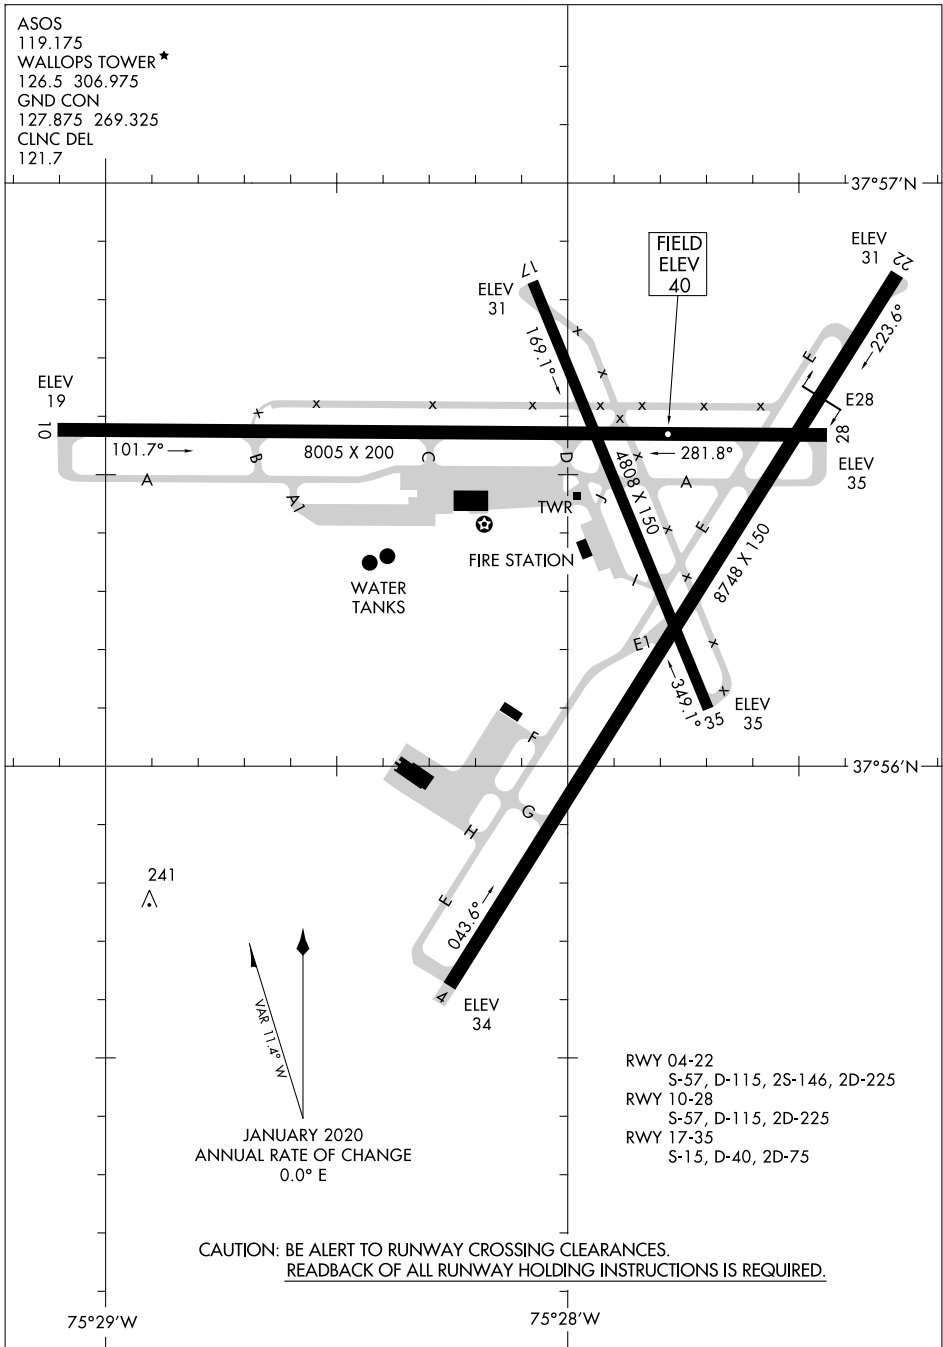 ASOS
119.175
WALLOPS TOWER★
126.5 306.975
GND CON
127.875 269.325
CLNC DEL
121.7
37°57'N
ELEV
31
22
FIELD
ELEV
40
17
ELEV
31
223.6°
169.1°
E
ELEV
19
x
x
x
x
x
x
x
x
x
x
x
E28
10
28
101.7°
B
8005 X 200
C
D
x
281.8°
ELEV
35
A
A1
4808 X 150
J
A
TWR
x
E
8748 X 150
FIRE STATION
WATER
TANKS
I
x
E1
x
349.1°
x
35
ELEV
35
F
37°56'N
G
H
241
E
043.6°
4
ELEV
34
VAR 11.4° W
RWY 04-22
S-57, D-115, 2S-146, 2D-225
RWY 10-28
S-57, D-115, 2D-225
RWY 17-35
S-15, D-40, 2D-75
JANUARY 2020
ANNUAL RATE OF CHANGE
0.0° E
CAUTION: BE ALERT TO RUNWAY CROSSING CLEARANCES.
READBACK OF ALL RUNWAY HOLDING INSTRUCTIONS IS REQUIRED.
75°29'W
75°28'W